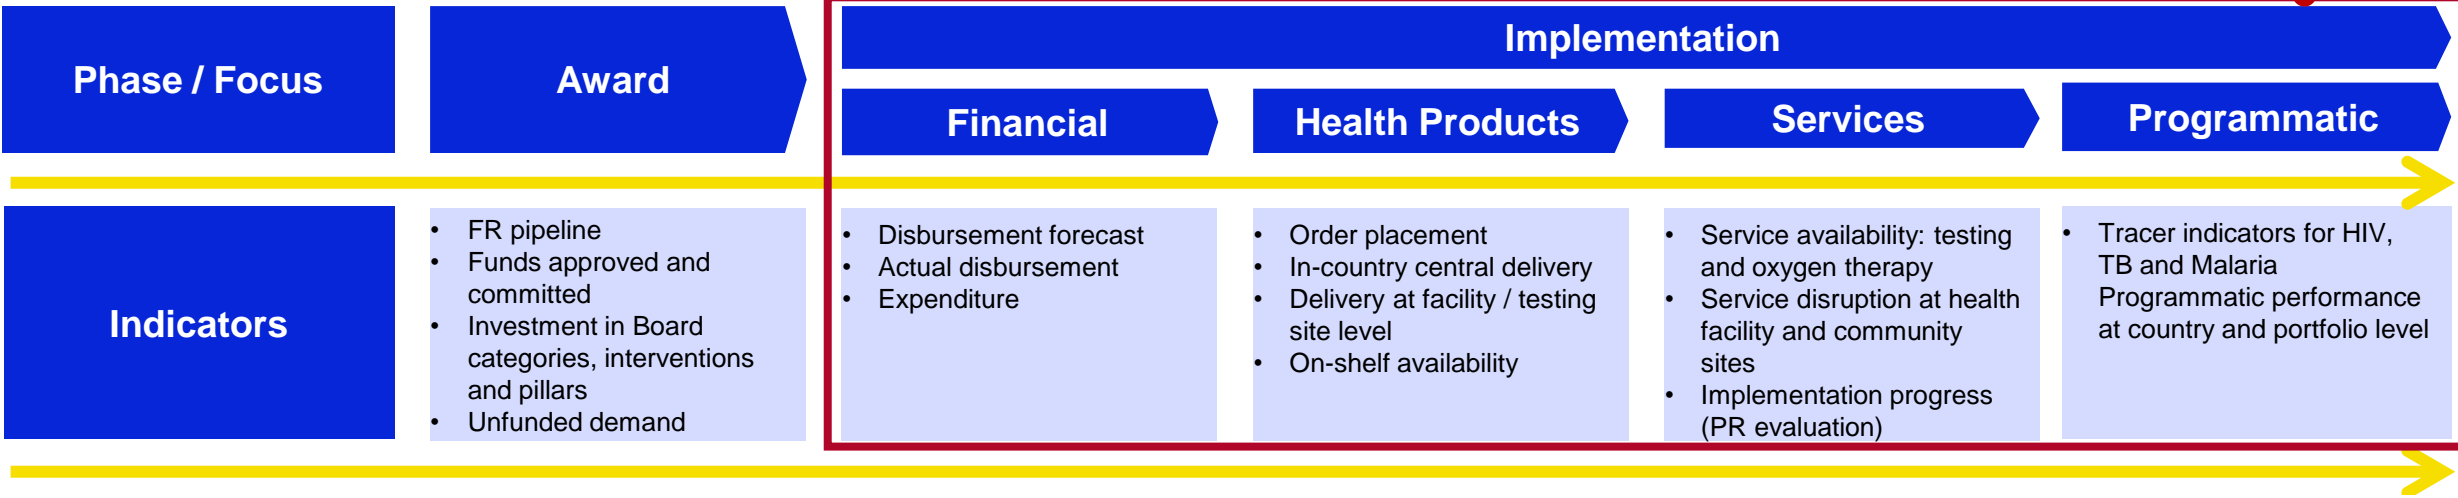 Phase / Focus
Award
Implementation
Financial
Health Products
Services
Programmatic
Indicators
• FR pipeline
• Funds approved and
committed
• Investment in Board
categories, interventions
and pillars
• Unfunded demand
• Disbursement forecast
• Actual disbursement
• Expenditure
• Order placement
• In-country central delivery
• Delivery at facility / testing
site level
• On-shelf availability
• Service availability: testing
and oxygen therapy
• Service disruption at health
facility and community
sites
• Implementation progress
(PR evaluation)
• Tracer indicators for HIV,
TB and Malaria
Programmatic performance
at country and portfolio level